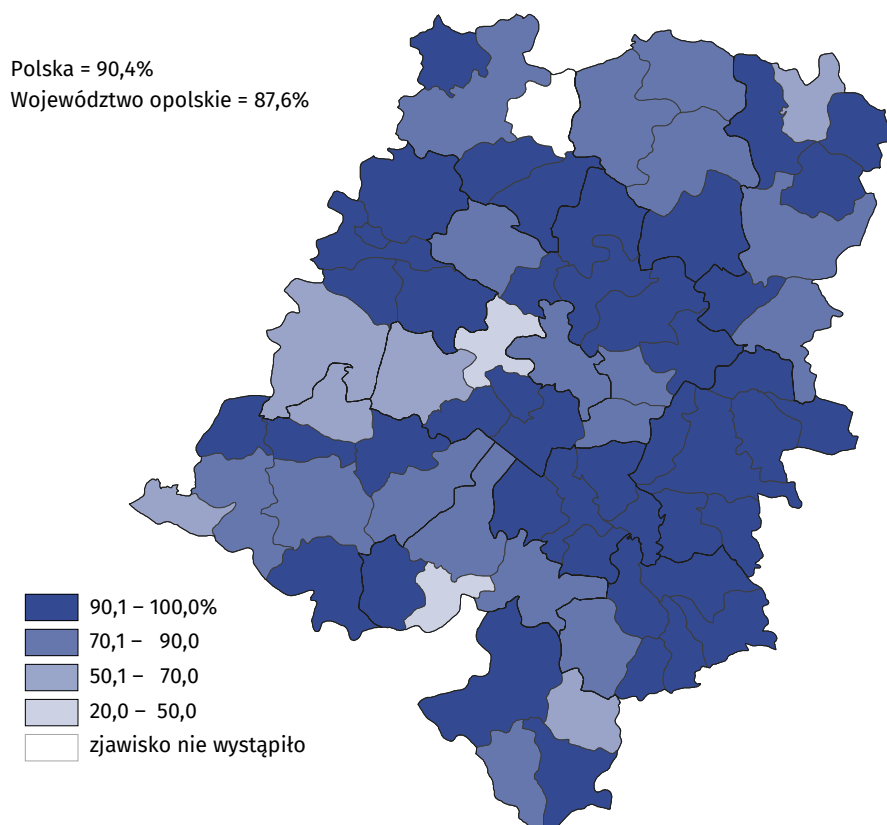 Polska = 90,4%
Województwo opolskie = 87,6%
90,1 – 100,0%
70,1 – 90,0
50,1 – 70,0
20,0 – 50,0
zjawisko nie wystąpiło